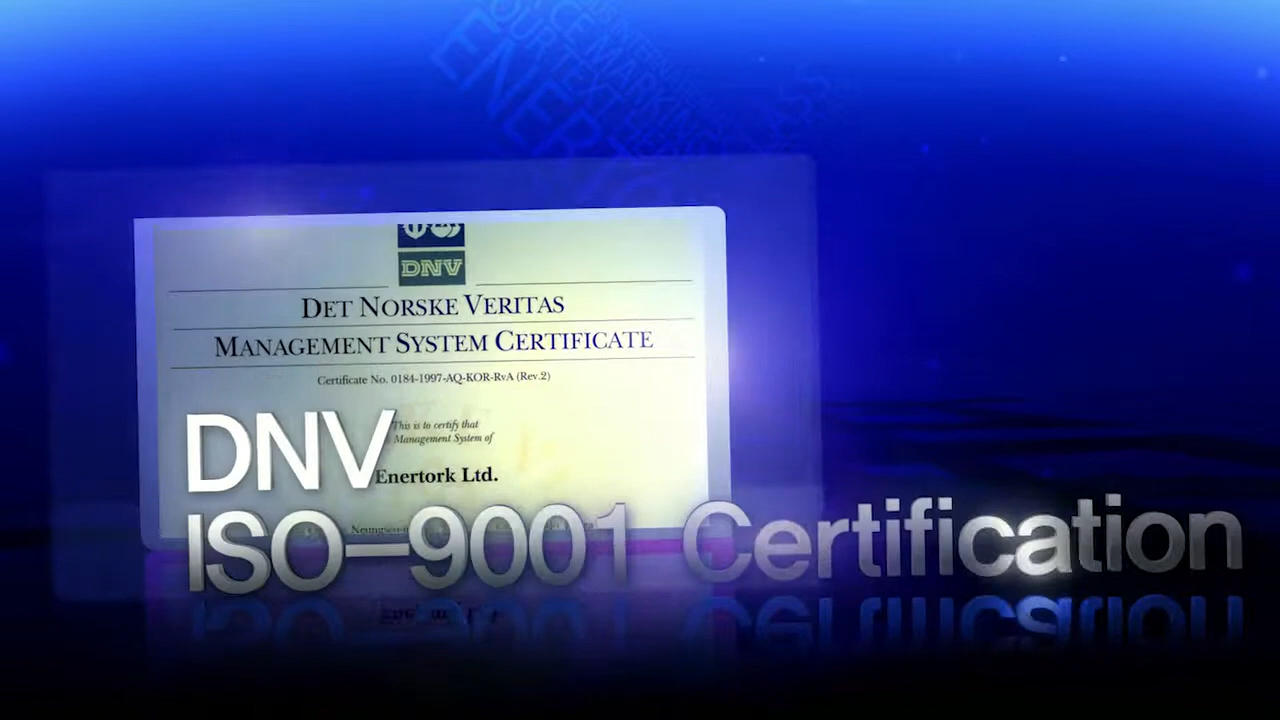 DNV
DET NORSKE VERITAS
MANAGEMENT SYSTEM CERTIFICATE
Certificate No. 0184-1997-AQ-KOR-RvA (Rev.2)
This is to certify that
Management System of
Enertork Ltd.
DNV
ISO-9001 Certification